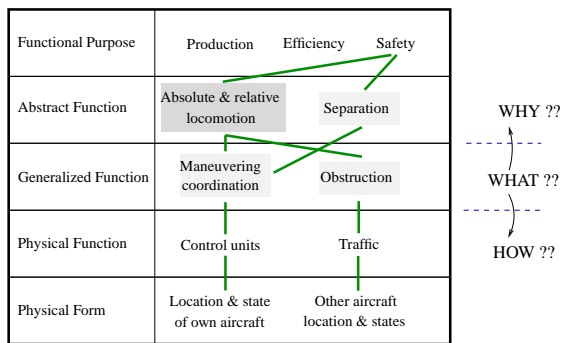 Functional Purpose
Production
Efficiency
Safety
Abstract Function
Absolute & relative
locomotion
Separation
Generalized Function
Maneuvering
coordination
Obstruction
Physical Function
Control units
Traffic
Physical Form
Location & state
of own aircraft
Other aircraft
location & states
WHY ??
WHAT ??
HOW ??